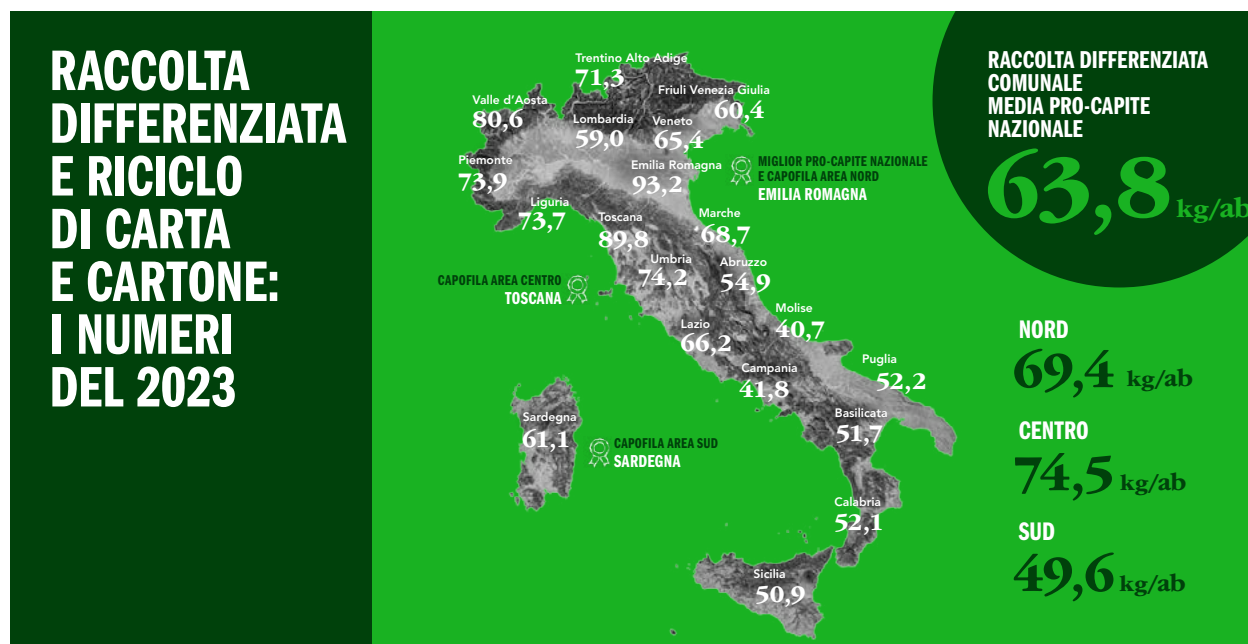 RACCOLTA
DIFFERENZIATA
E RICICLO
DI CARTA
E CARTONE:
I NUMERI
DEL 2023
Trentino Alto Adige
71,3
Friuli Venezia Giulia
60,4
Valle d'Aosta
80,6
Lombardia
59,0
Veneto
65,4
Piemonte
73,9
Emilia Romagna
93,2
MIGLIOR PRO-CAPITE NAZIONALE
E CAPOFILA AREA NORD
EMILIA ROMAGNA
Liguria
73,7
Toscana
89,8
Marche
68,7
Umbria
74,2
Abruzzo
54,9
CAPOFILA AREA CENTRO
TOSCANA
Lazio
66,2
Molise
40,7
Campania
41,8
Puglia
52,2
Basilicata
51,7
Sardegna
61,1
CAPOFILA AREA SUD
SARDEGNA
Calabria
52,1
Sicilia
50,9
RACCOLTA DIFFERENZIATA
COMUNALE
MEDIA PRO-CAPITE
NAZIONALE
63,8 kg/ab
NORD
69,4 kg/ab
CENTRO
74,5 kg/ab
SUD
49,6 kg/ab